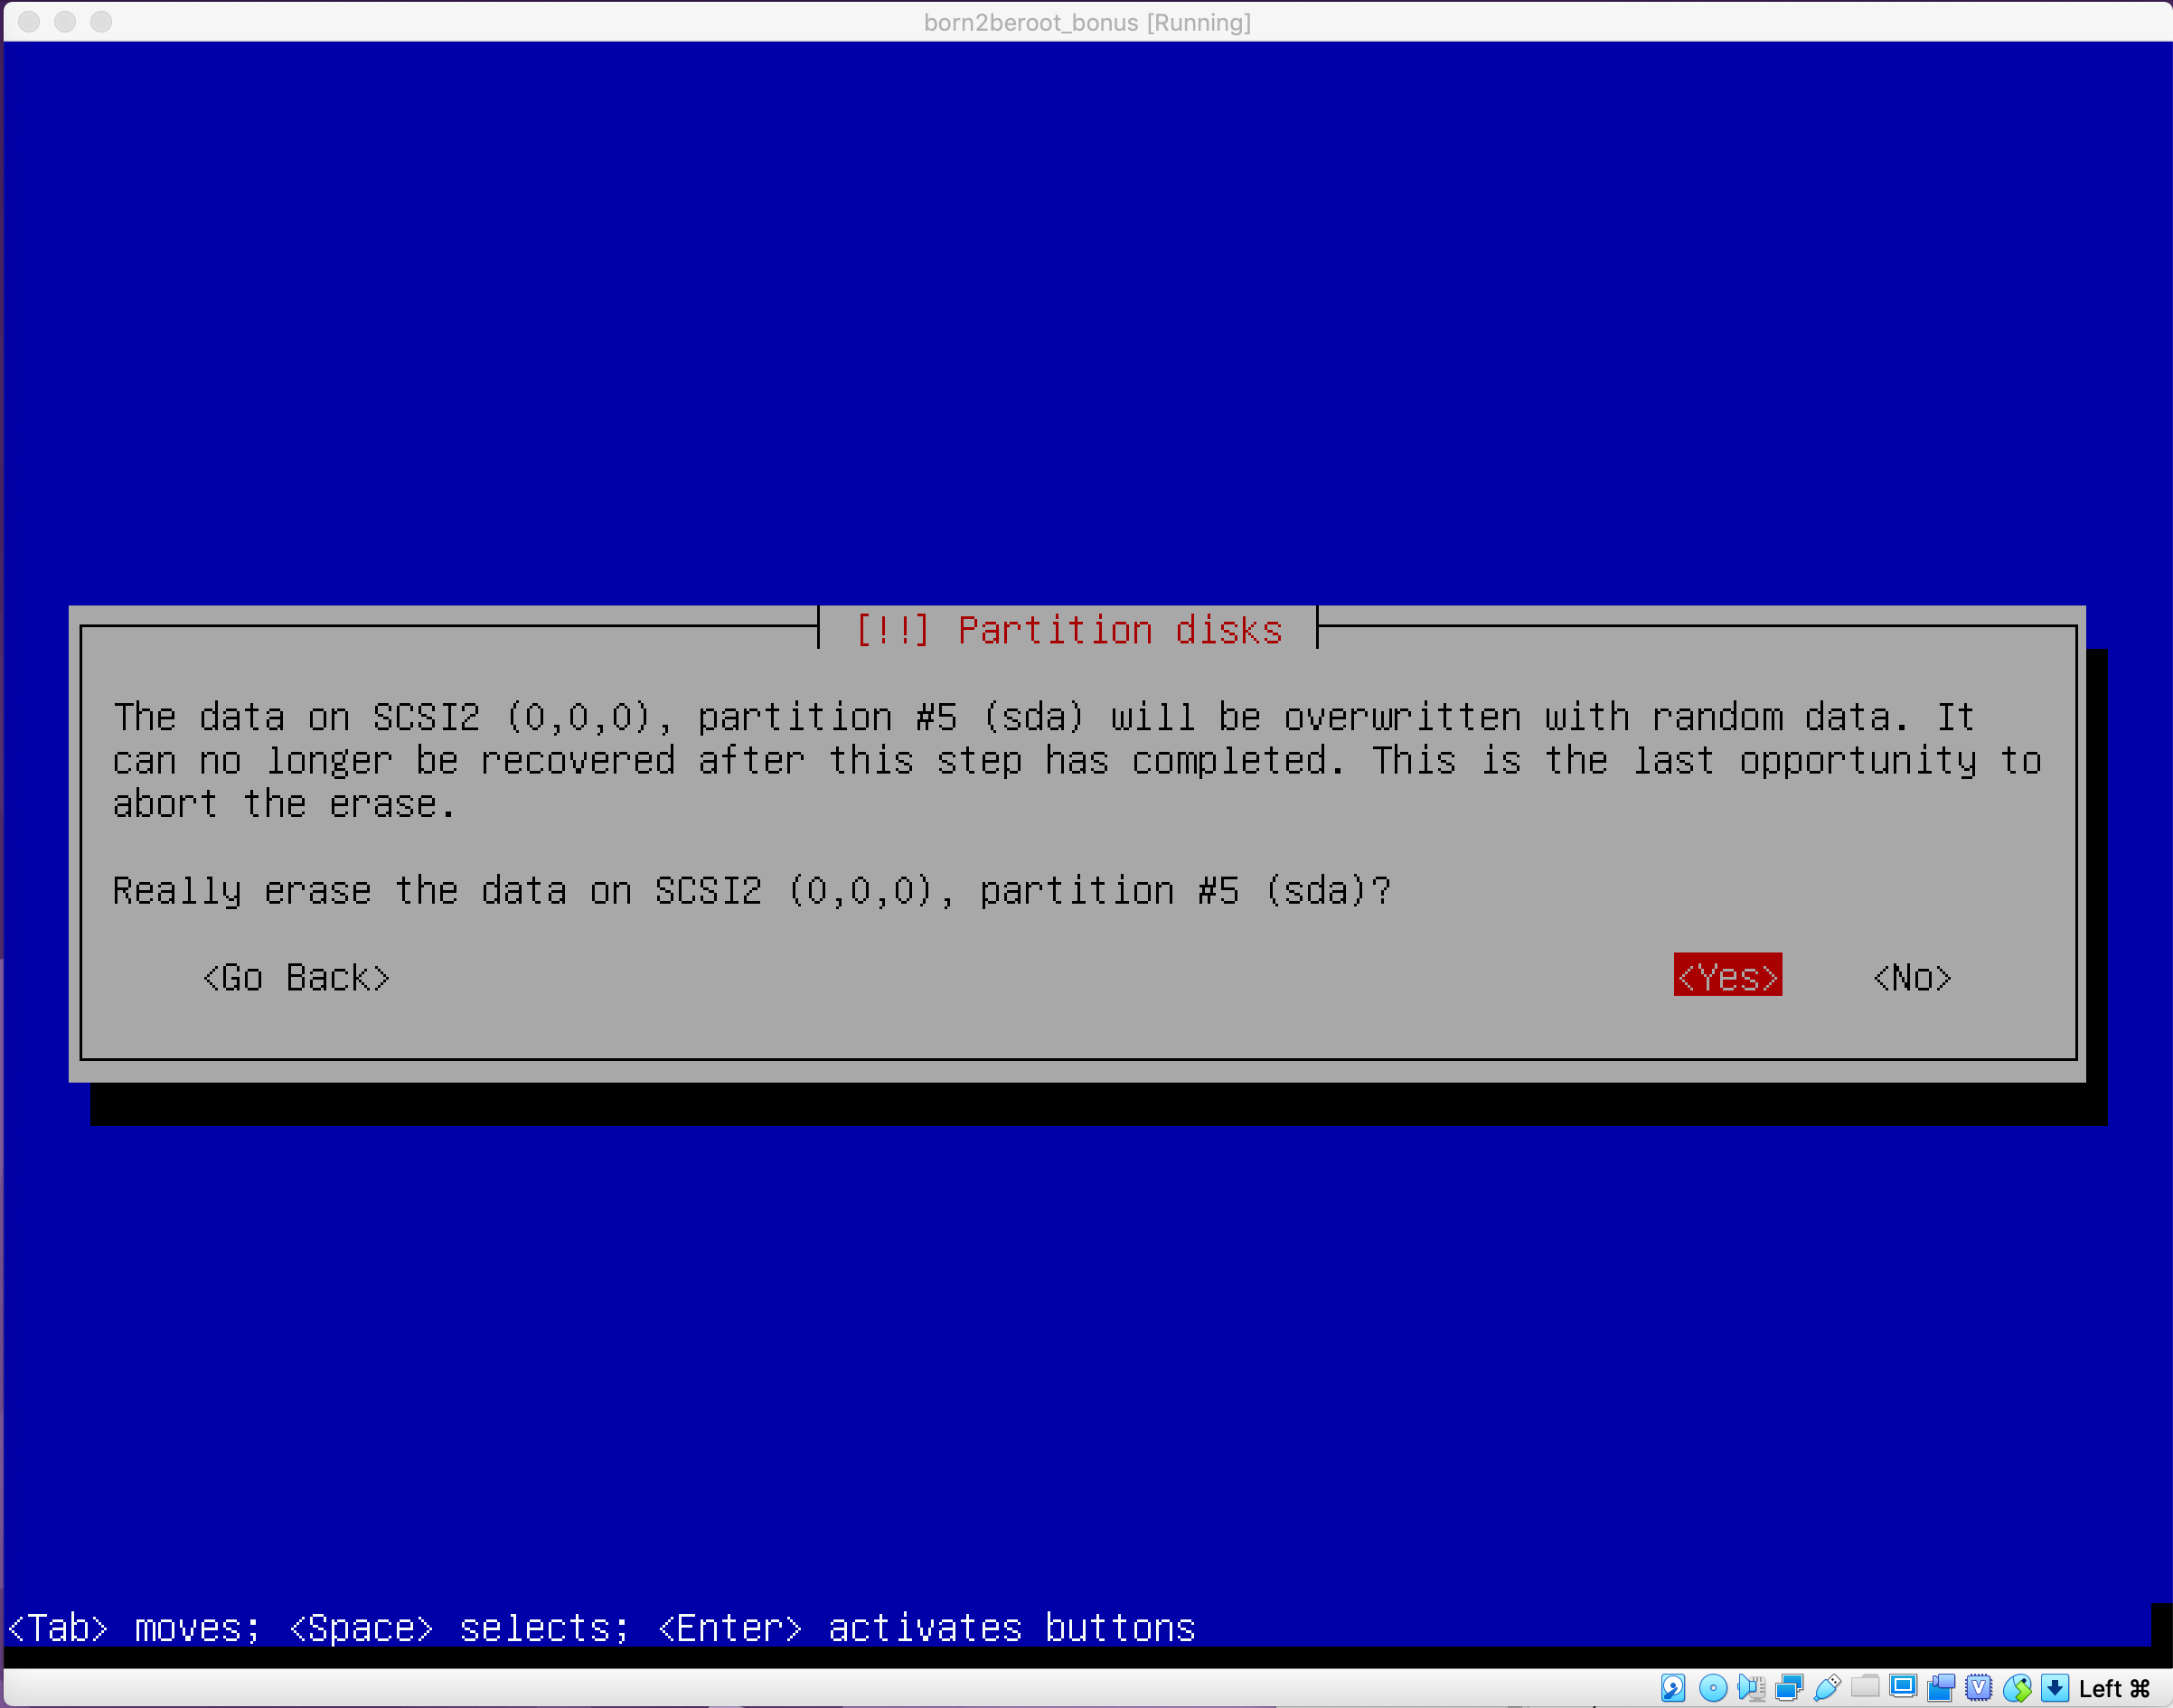 born2beroot_bonus [Running]
[!!] Partition disks
The data on SCSI2 (0,0,0), partition #5 (sda) will be overwritten with random data. It
can no longer be recovered after this step has completed. This is the last opportunity to
abort the erase.
Really erase the data on SCSI2 (0,0,0), partition #5 (sda)?
<Go Back> <Yes> <No>
<Tab> moves; <Space> selects; <Enter> activates buttons
Left ⌘